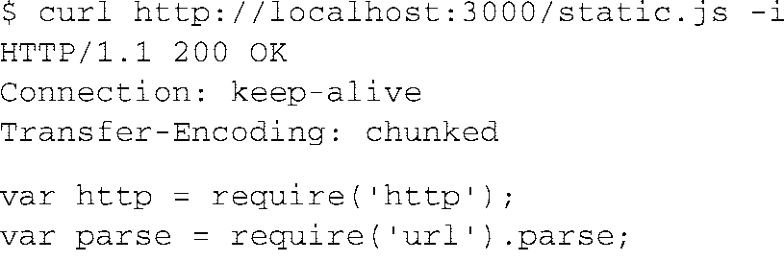 $ curl http://localhost:3000/static.js -i
HTTP/1.1 200 OK
Connection: keep-alive
Transfer-Encoding: chunked
var http = require('http');
var parse = require('url').parse;